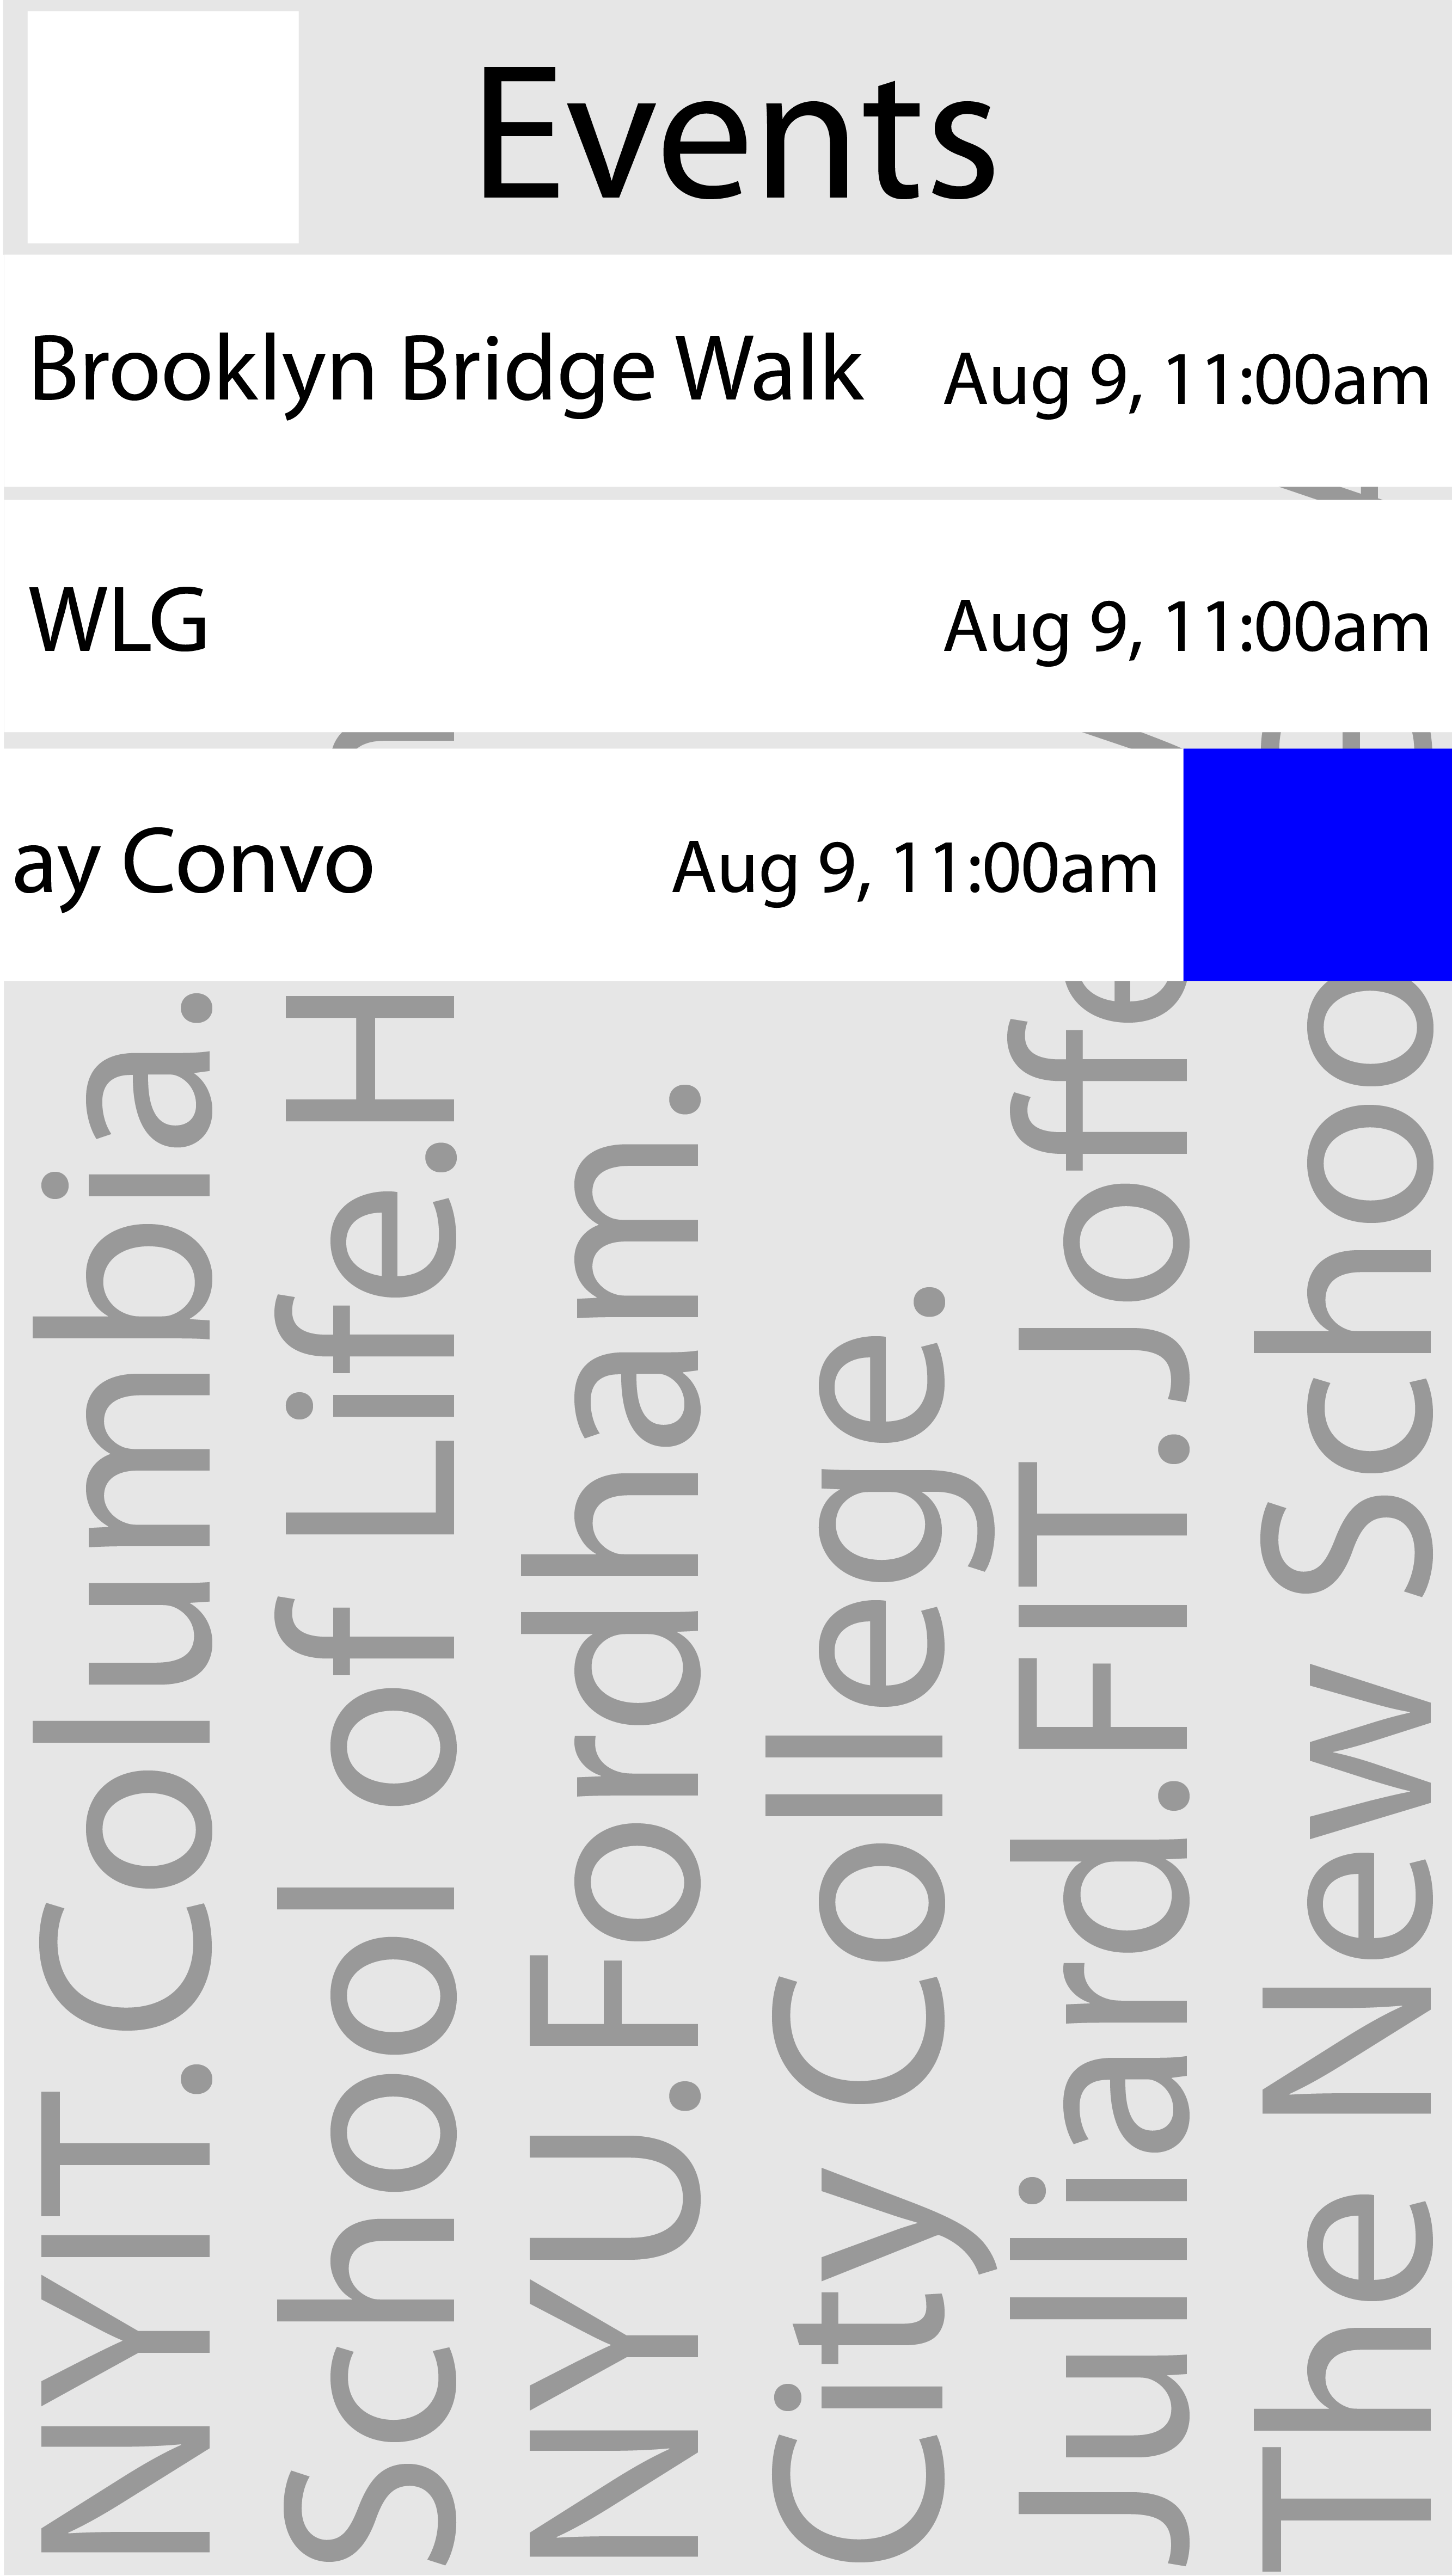 Events
Brooklyn Bridge Walk Aug 9, 11:00am
WLG Aug 9, 11:00am
ay Convo Aug 9, 11:00am
NYIT.Columbia.
School of Life.H
NYU.Fordham.
City College.
Julliard.FIT.Joffe
The New Schoo